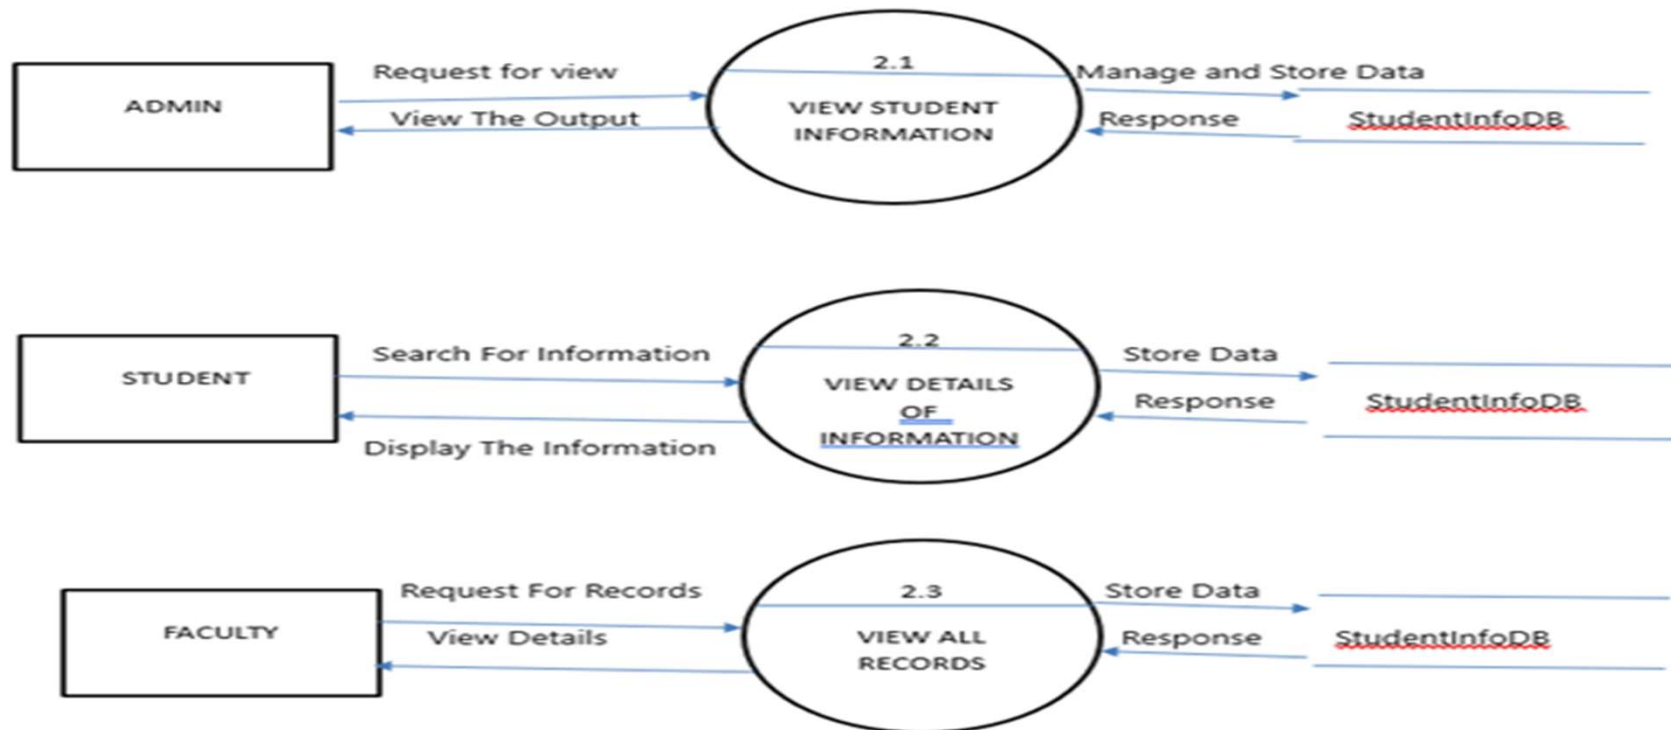 ADMIN
Request for view
View The Output
2.1
VIEW STUDENT
INFORMATION
Manage and Store Data
Response
StudentInfoDB
STUDENT
Search For Information
Display The Information
2.2
VIEW DETAILS
OF
INFORMATION
Store Data
Response
StudentInfoDB
FACULTY
Request For Records
View Details
2.3
VIEW ALL
RECORDS
Store Data
Response
StudentInfoDB